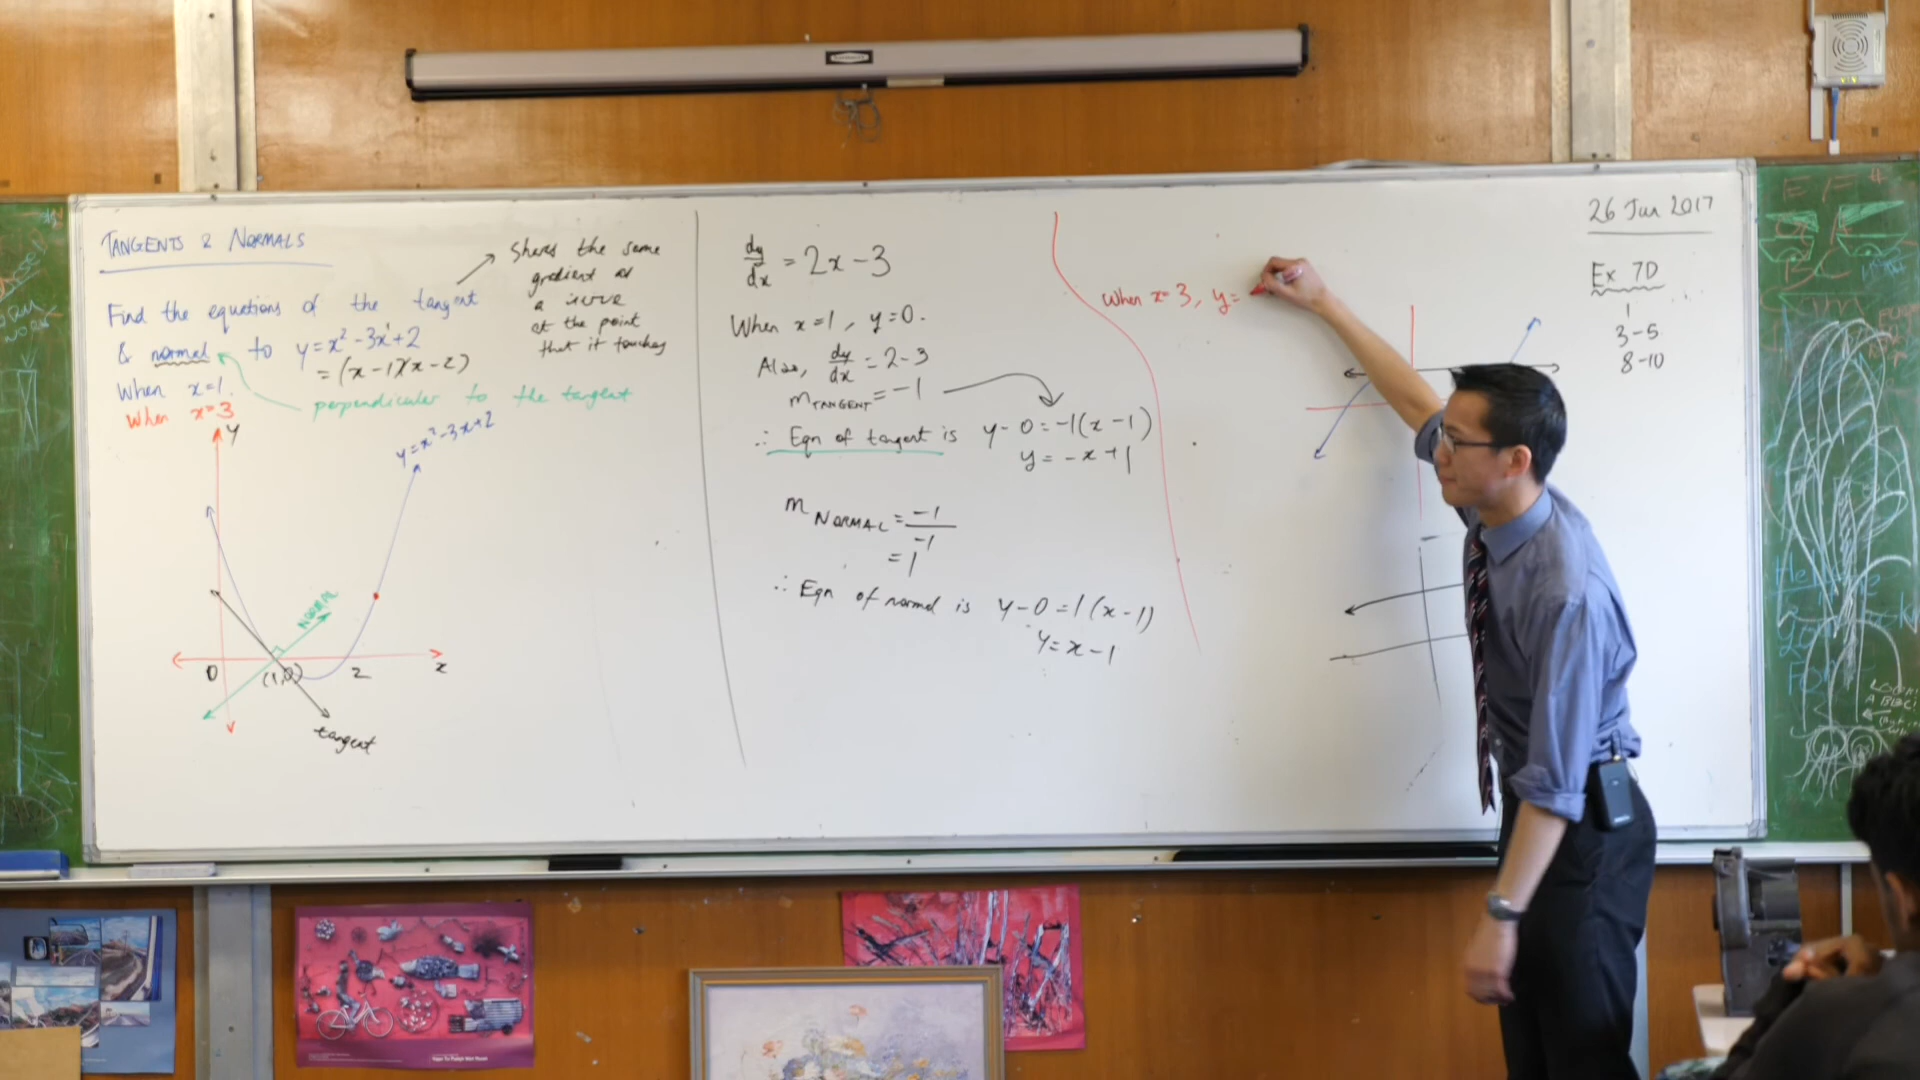 TANGENTS & NORMALS
Find the equations of the tangent
& normal to y = x² - 3x + 2
= (x-1)(x-2)
When x=1.
When x=3
shares the same
gradient as
a curve
at the point
that it touches
perpendicular to the tangent
y
y = x² - 3x + 2
NORMAL
0
(1,0)
2
x
tangent
dy/dx = 2x - 3
When x = 1, y = 0.
Also, dy/dx = 2 - 3
m TANGENT = -1
∴ Eqn of tangent is y - 0 = -1(x - 1)
y = -x + 1
m NORMAL = -1/-1
= 1
∴ Eqn of normal is y - 0 = 1(x - 1)
y = x - 1
When x = 3, y =
26 Jun 2017
Ex 7D
1
3-5
8-10